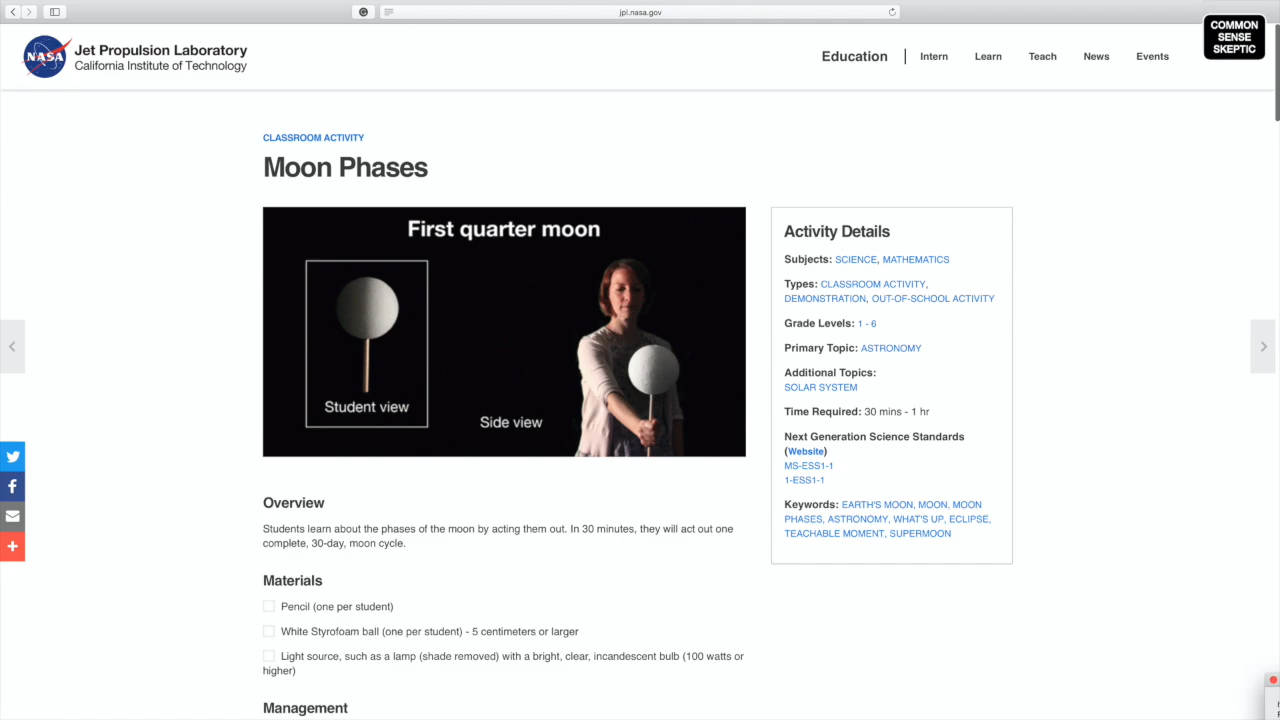 jpl.nasa.gov
COMMON
SENSE
SKEPTIC
NASA
Jet Propulsion Laboratory
California Institute of Technology
Education
Intern
Learn
Teach
News
Events
CLASSROOM ACTIVITY
Moon Phases
First quarter moon
Student view
Side view
Activity Details
Subjects: SCIENCE, MATHEMATICS
Types: CLASSROOM ACTIVITY,
DEMONSTRATION, OUT-OF-SCHOOL ACTIVITY
Grade Levels: 1 - 6
Primary Topic: ASTRONOMY
Additional Topics:
SOLAR SYSTEM
Time Required: 30 mins - 1 hr
Next Generation Science Standards
(Website)
MS-ESS1-1
1-ESS1-1
Keywords: EARTH'S MOON, MOON, MOON
PHASES, ASTRONOMY, WHAT'S UP, ECLIPSE,
TEACHABLE MOMENT, SUPERMOON
Overview
Students learn about the phases of the moon by acting them out. In 30 minutes, they will act out one
complete, 30-day, moon cycle.
Materials
Pencil (one per student)
White Styrofoam ball (one per student) - 5 centimeters or larger
Light source, such as a lamp (shade removed) with a bright, clear, incandescent bulb (100 watts or
higher)
Management